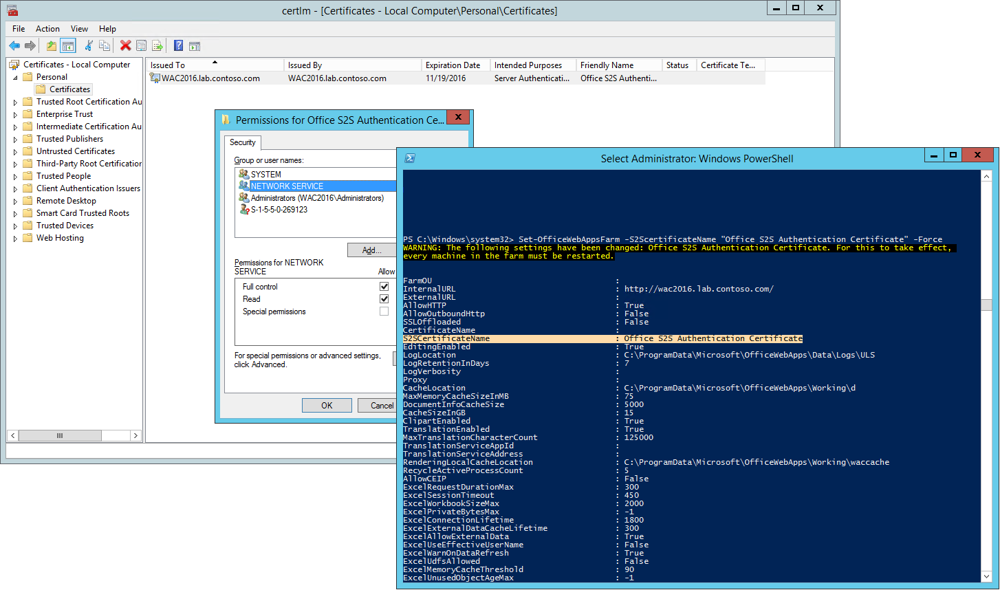 certlm - [Certificates - Local Computer\Personal\Certificates]
File Action View Help
Certificates - Local Computer
Personal
Certificates
Trusted Root Certification Au
Enterprise Trust
Intermediate Certification Au
Trusted Publishers
Untrusted Certificates
Third-Party Root Certification
Trusted People
Client Authentication Issuers
Remote Desktop
Smart Card Trusted Roots
Trusted Devices
Web Hosting
Issued To Issued By Expiration Date Intended Purposes Friendly Name Status Certificate Te...
WAC2016.lab.contoso.com WAC2016.lab.contoso.com 11/19/2016 Server Authenticati... Office S2S Authenti...
Permissions for Office S2S Authentication Ce...
Security
Group or user names:
SYSTEM
NETWORK SERVICE
Administrators (WAC2016\Administrators)
S-1-5-5-0-269123
Add...
Permissions for NETWORK
SERVICE Allow
Full control
Read
Special permissions
For special permissions or advanced settings,
click Advanced.
OK Cancel
Select Administrator: Windows PowerShell
PS C:\Windows\system32> Set-OfficeWebAppsFarm -S2ScertificateName "Office S2S Authentication Certificate" -Force
WARNING: The following settings have been changed: Office S2S Authentication Certificate. For this to take effect,
every machine in the farm must be restarted.
FarmOU :
InternalURL : http://wac2016.lab.contoso.com/
ExternalURL :
AllowHTTP : True
AllowOutboundHttp : False
SSLOffloaded : False
CertificateName :
S2SCertificateName : Office S2S Authentication Certificate
EditingEnabled : True
LogLocation : C:\ProgramData\Microsoft\OfficeWebApps\Data\Logs\ULS
LogRetentionInDays : 7
LogVerbosity :
Proxy :
CacheLocation : C:\ProgramData\Microsoft\OfficeWebApps\Working\d
MaxMemoryCacheSizeInMB : 75
DocumentInfoCacheSize : 5000
CacheSizeInGB : 15
ClipartEnabled : True
TranslationEnabled : True
MaxTranslationCharacterCount : 125000
TranslationServiceAppId :
TranslationServiceAddress :
RenderingLocalCacheLocation : C:\ProgramData\Microsoft\OfficeWebApps\Working\waccache
RecycleActiveProcessCount : 5
AllowCEIP : False
ExcelRequestDurationMax : 300
ExcelSessionTimeout : 450
ExcelWorkbookSizeMax : 2000
ExcelPrivateBytesMax : -1
ExcelConnectionLifetime : 1800
ExcelExternalDataCacheLifetime : 300
ExcelAllowExternalData : True
ExcelUseEffectiveUserName : False
ExcelWarnOnDataRefresh : True
ExcelUdfsAllowed : False
ExcelMemoryCacheThreshold : 90
ExcelUnusedObjectAgeMax : -1